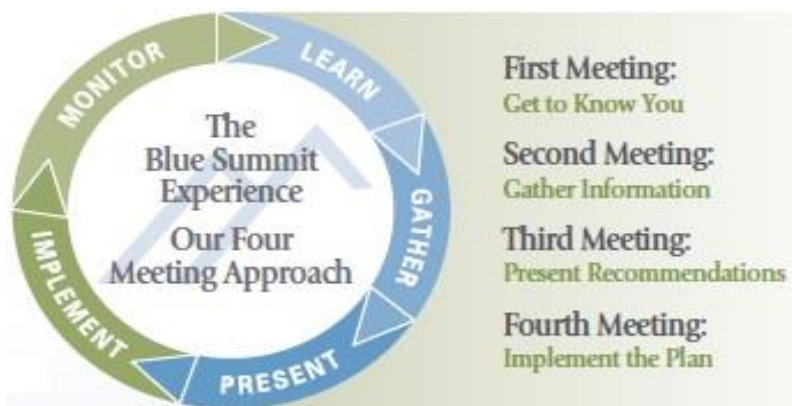 MONITOR
LEARN
GATHER
PRESENT
IMPLEMENT
The
Blue Summit
Experience
Our Four
Meeting Approach
First Meeting:
Get to Know You
Second Meeting:
Gather Information
Third Meeting:
Present Recommendations
Fourth Meeting:
Implement the Plan